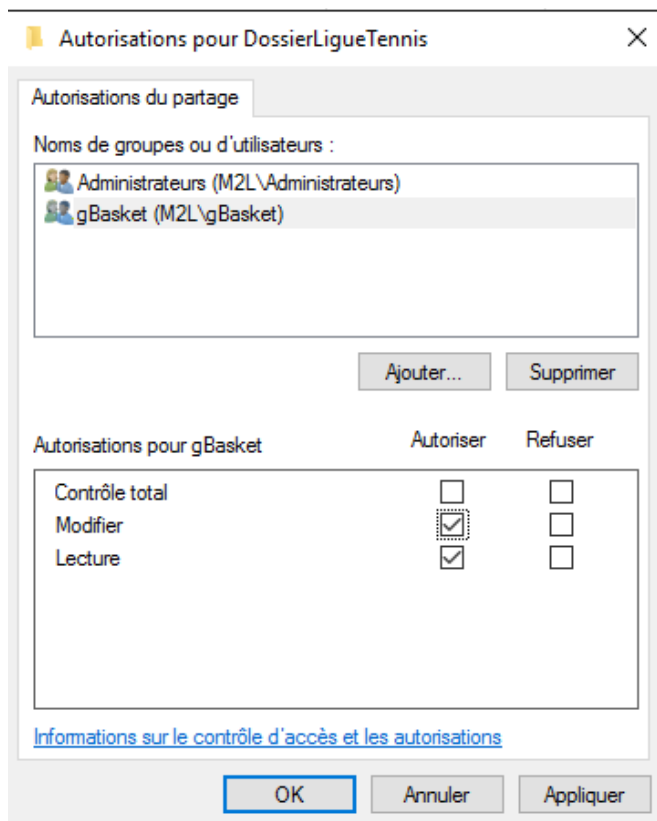 Autorisations pour DossierLigueTennis
Autorisations du partage
Noms de groupes ou d'utilisateurs :
Administrateurs (M2L\Administrateurs)
gBasket (M2L\gBasket)
Ajouter... Supprimer
Autorisations pour gBasket Autoriser Refuser
Contrôle total
Modifier
Lecture
Informations sur le contrôle d'accès et les autorisations
OK Annuler Appliquer